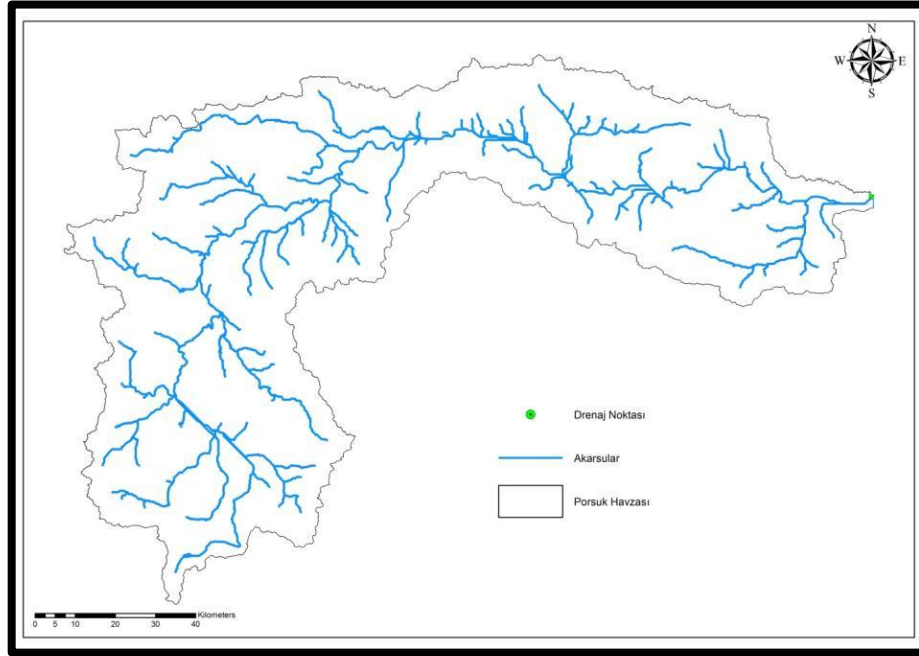 N
W E
S
Drenaj Noktası
Akarsular
Porsuk Havzası
Kilometers
0 5 10 20 30 40